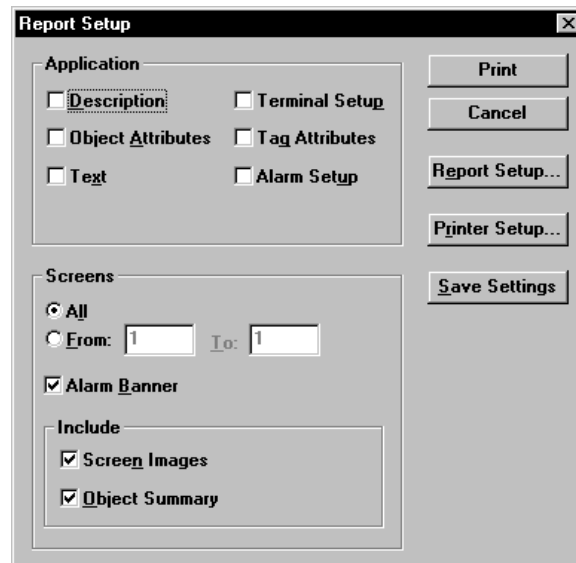 Report Setup
Application
Description
Terminal Setup
Object Attributes
Tag Attributes
Text
Alarm Setup
Screens
All
From: 1 To: 1
Alarm Banner
Include
Screen Images
Object Summary
Print
Cancel
Report Setup...
Printer Setup...
Save Settings